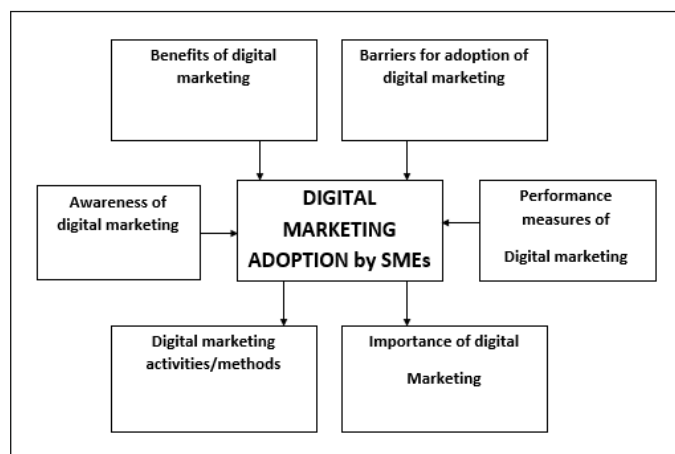 Benefits of digital
marketing
Barriers for adoption of
digital marketing
Awareness of
digital marketing
DIGITAL
MARKETING
ADOPTION by SMEs
Performance
measures of
Digital marketing
Digital marketing
activities/methods
Importance of digital
Marketing